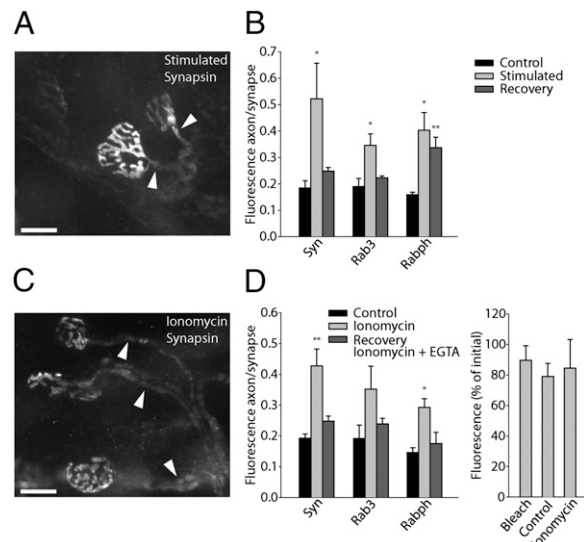 A
Stimulated
Synapsin
B
Fluorescence axon/synapse
0.7
0.6
0.5
0.4
0.3
0.2
0.1
0.0
*
*
*
**
Syn
Rab3
Rabph
Control
Stimulated
Recovery
C
Ionomycin
Synapsin
D
Fluorescence axon/synapse
0.6
0.5
0.4
0.3
0.2
0.1
0.0
**
*
Syn
Rab3
Rabph
Control
Ionomycin
Recovery
Ionomycin + EGTA
Fluorescence (% of initial)
120
100
80
60
40
20
0
Bleach
Control
Ionomycin